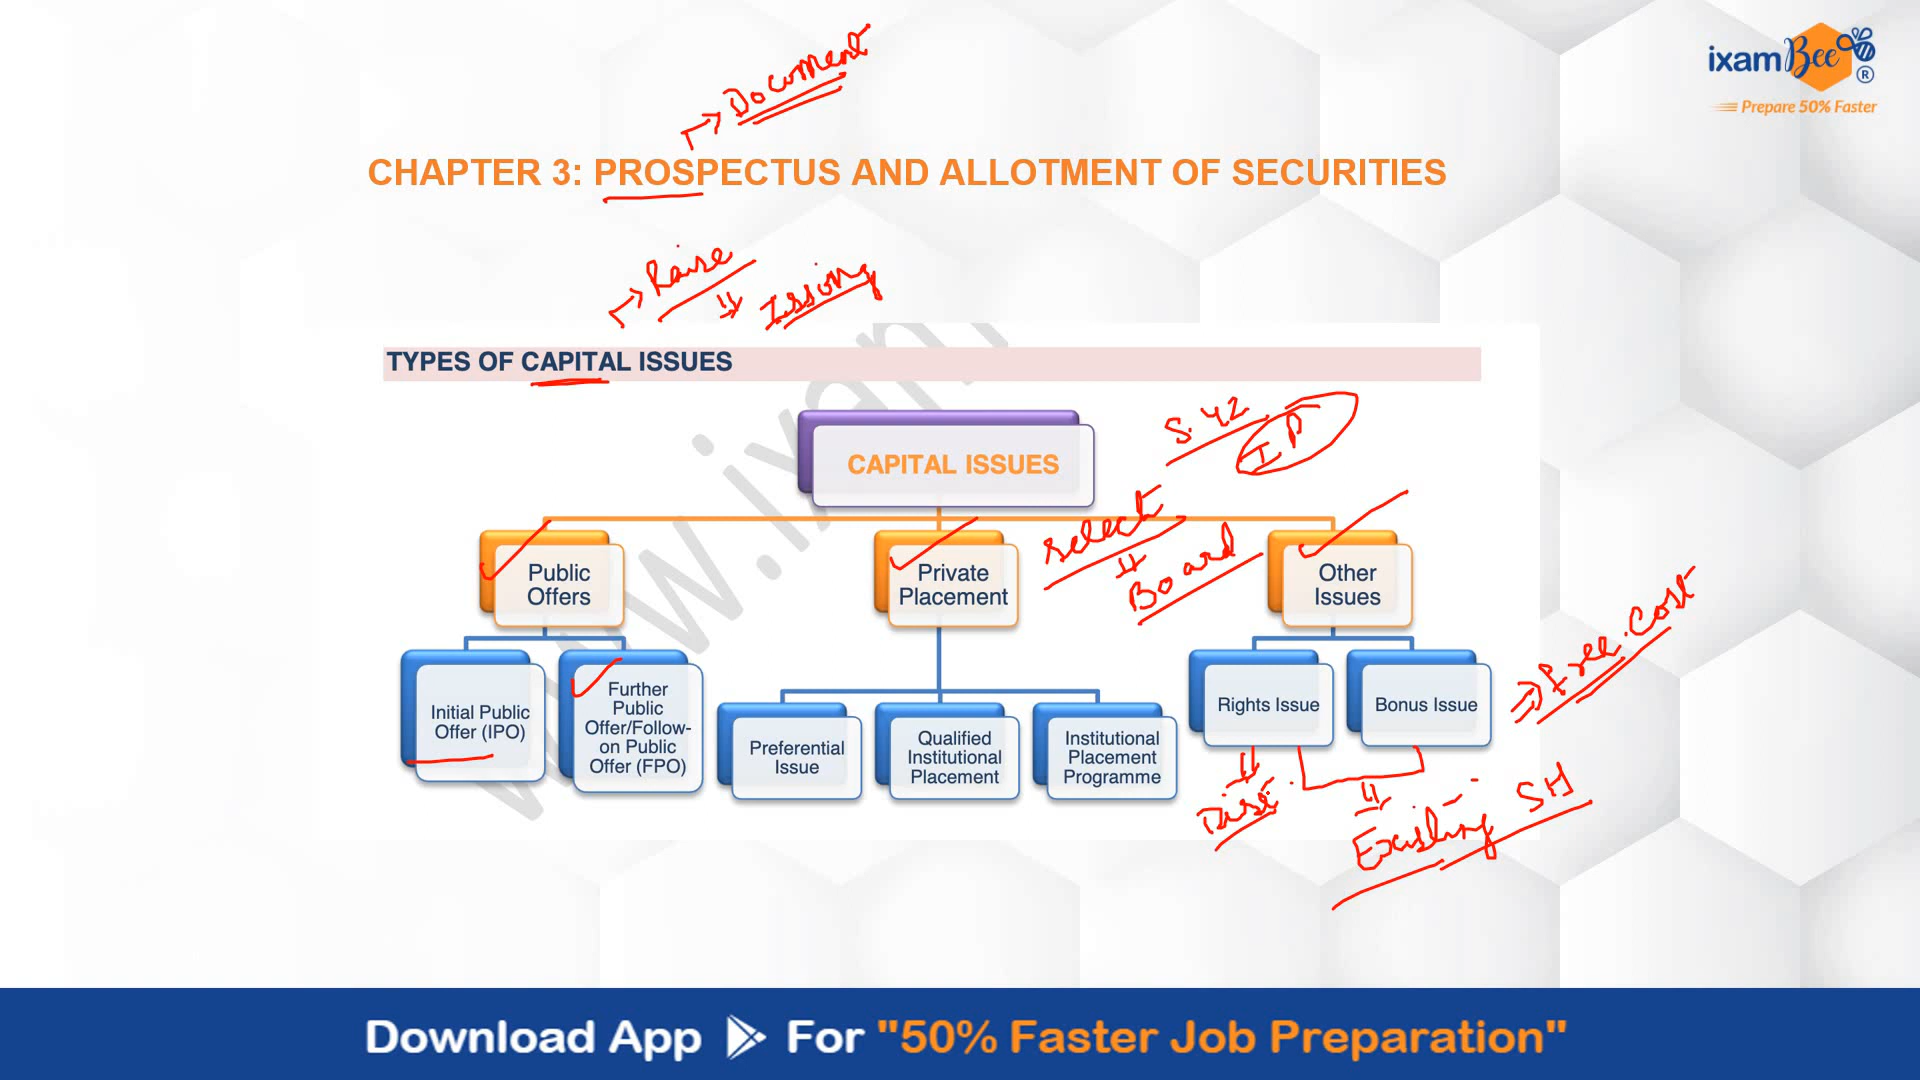 Document
ixamBee
®
Prepare 50% Faster
CHAPTER 3: PROSPECTUS AND ALLOTMENT OF SECURITIES
Raise
Issuing
TYPES OF CAPITAL ISSUES
www.ixam
CAPITAL ISSUES
S.42
IP
select
Board
Public
Offers
Private
Placement
Other
Issues
Free.Cost
Initial Public
Offer (IPO)
Further
Public
Offer/Follow-
on Public
Offer (FPO)
Preferential
Issue
Qualified
Institutional
Placement
Institutional
Placement
Programme
Rights Issue
Bonus Issue
Existing SH
Download App For "50% Faster Job Preparation"